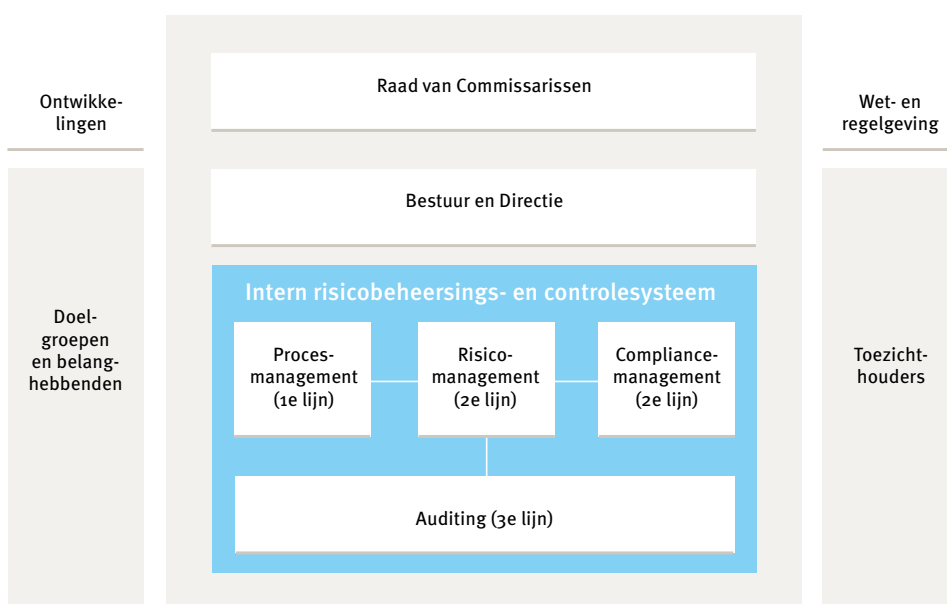 Ontwikke-
lingen
Doel-
groepen
en belang-
hebbenden
Raad van Commissarissen
Bestuur en Directie
Intern risicobeheersings- en controlesysteem
Proces-
management
(1e lijn)
Risico-
management
(2e lijn)
Compliance-
management
(2e lijn)
Auditing (3e lijn)
Wet- en
regelgeving
Toezicht-
houders